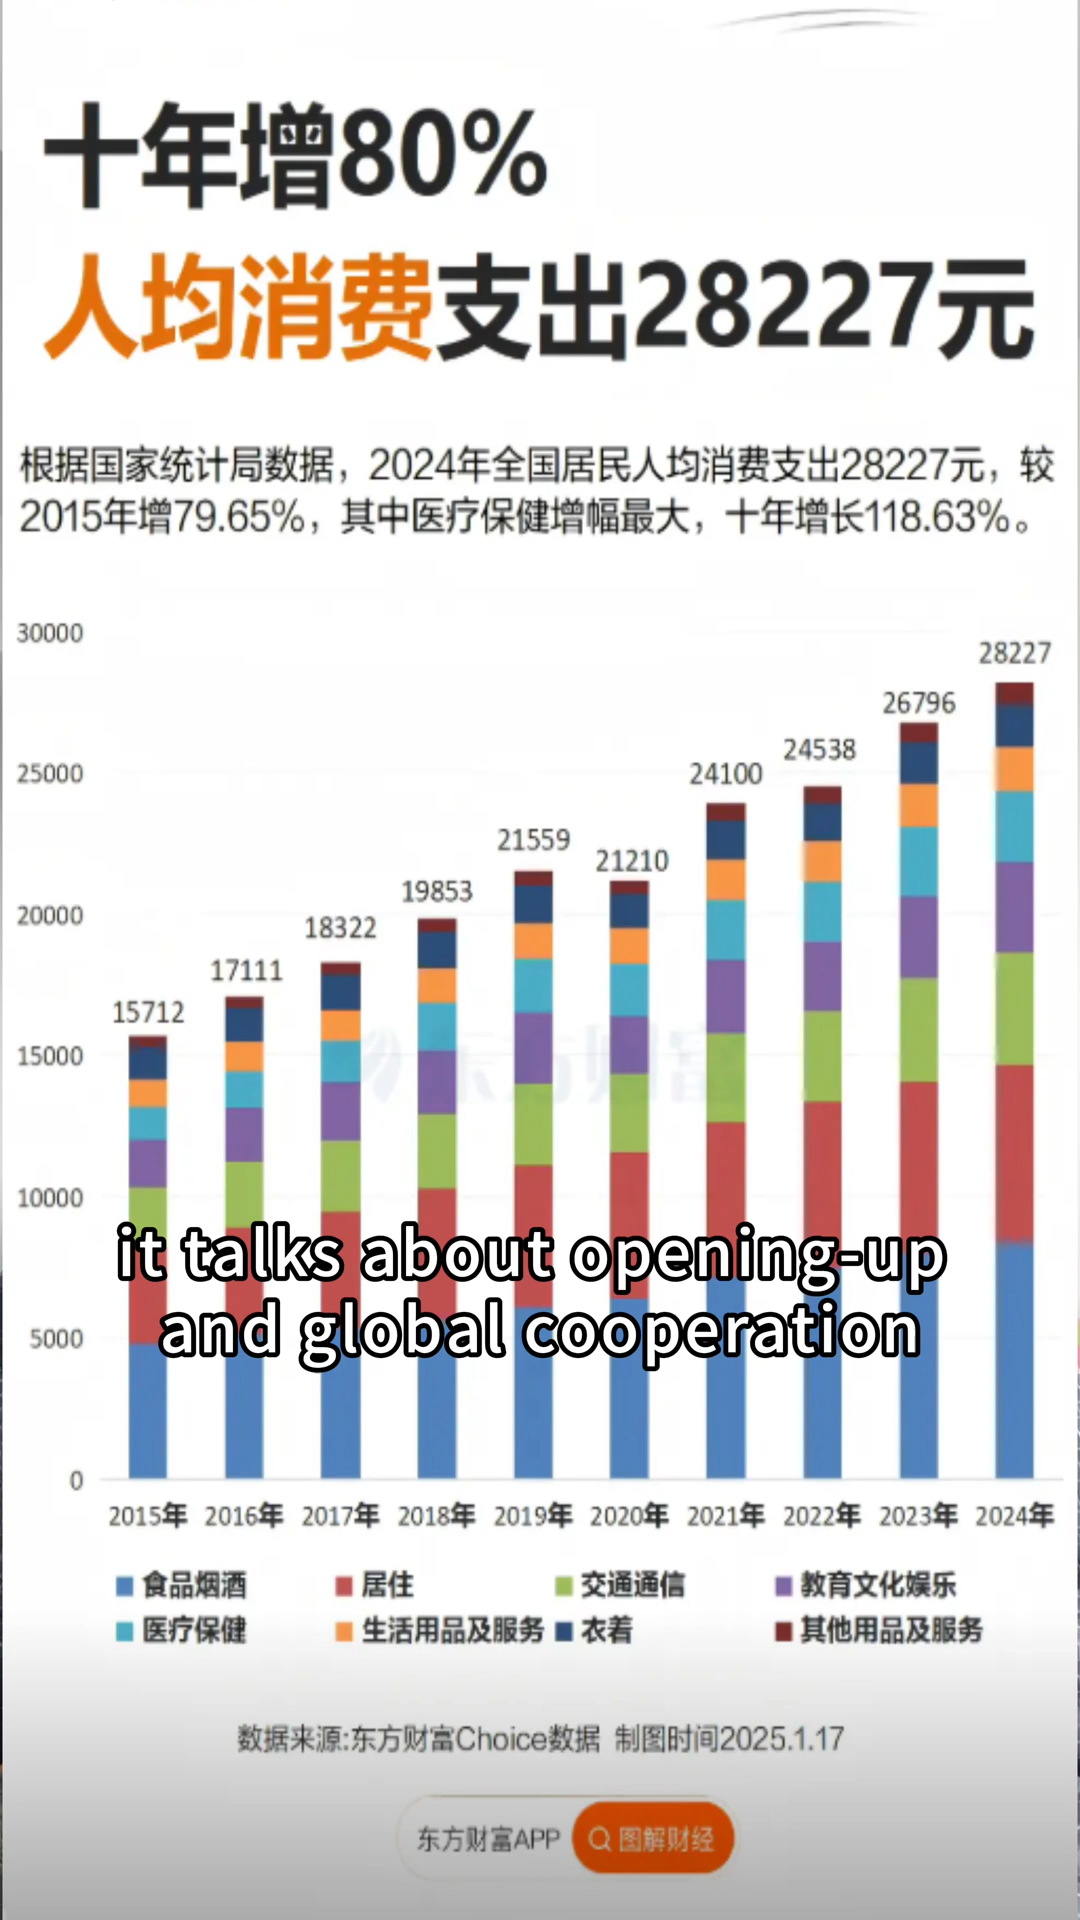 十年增80%
人均消费支出28227元
根据国家统计局数据，2024年全国居民人均消费支出28227元，较
2015年增79.65%，其中医疗保健增幅最大，十年增长118.63%。
30000
25000
20000
15000
10000
5000
0
15712
17111
18322
19853
21559
21210
24100
24538
26796
28227
东方财富
it talks about opening-up
and global cooperation
2015年 2016年 2017年 2018年 2019年 2020年 2021年 2022年 2023年 2024年
食品烟酒 居住 交通通信 教育文化娱乐
医疗保健 生活用品及服务 衣着 其他用品及服务
数据来源:东方财富Choice数据 制图时间2025.1.17
东方财富APP 图解财经